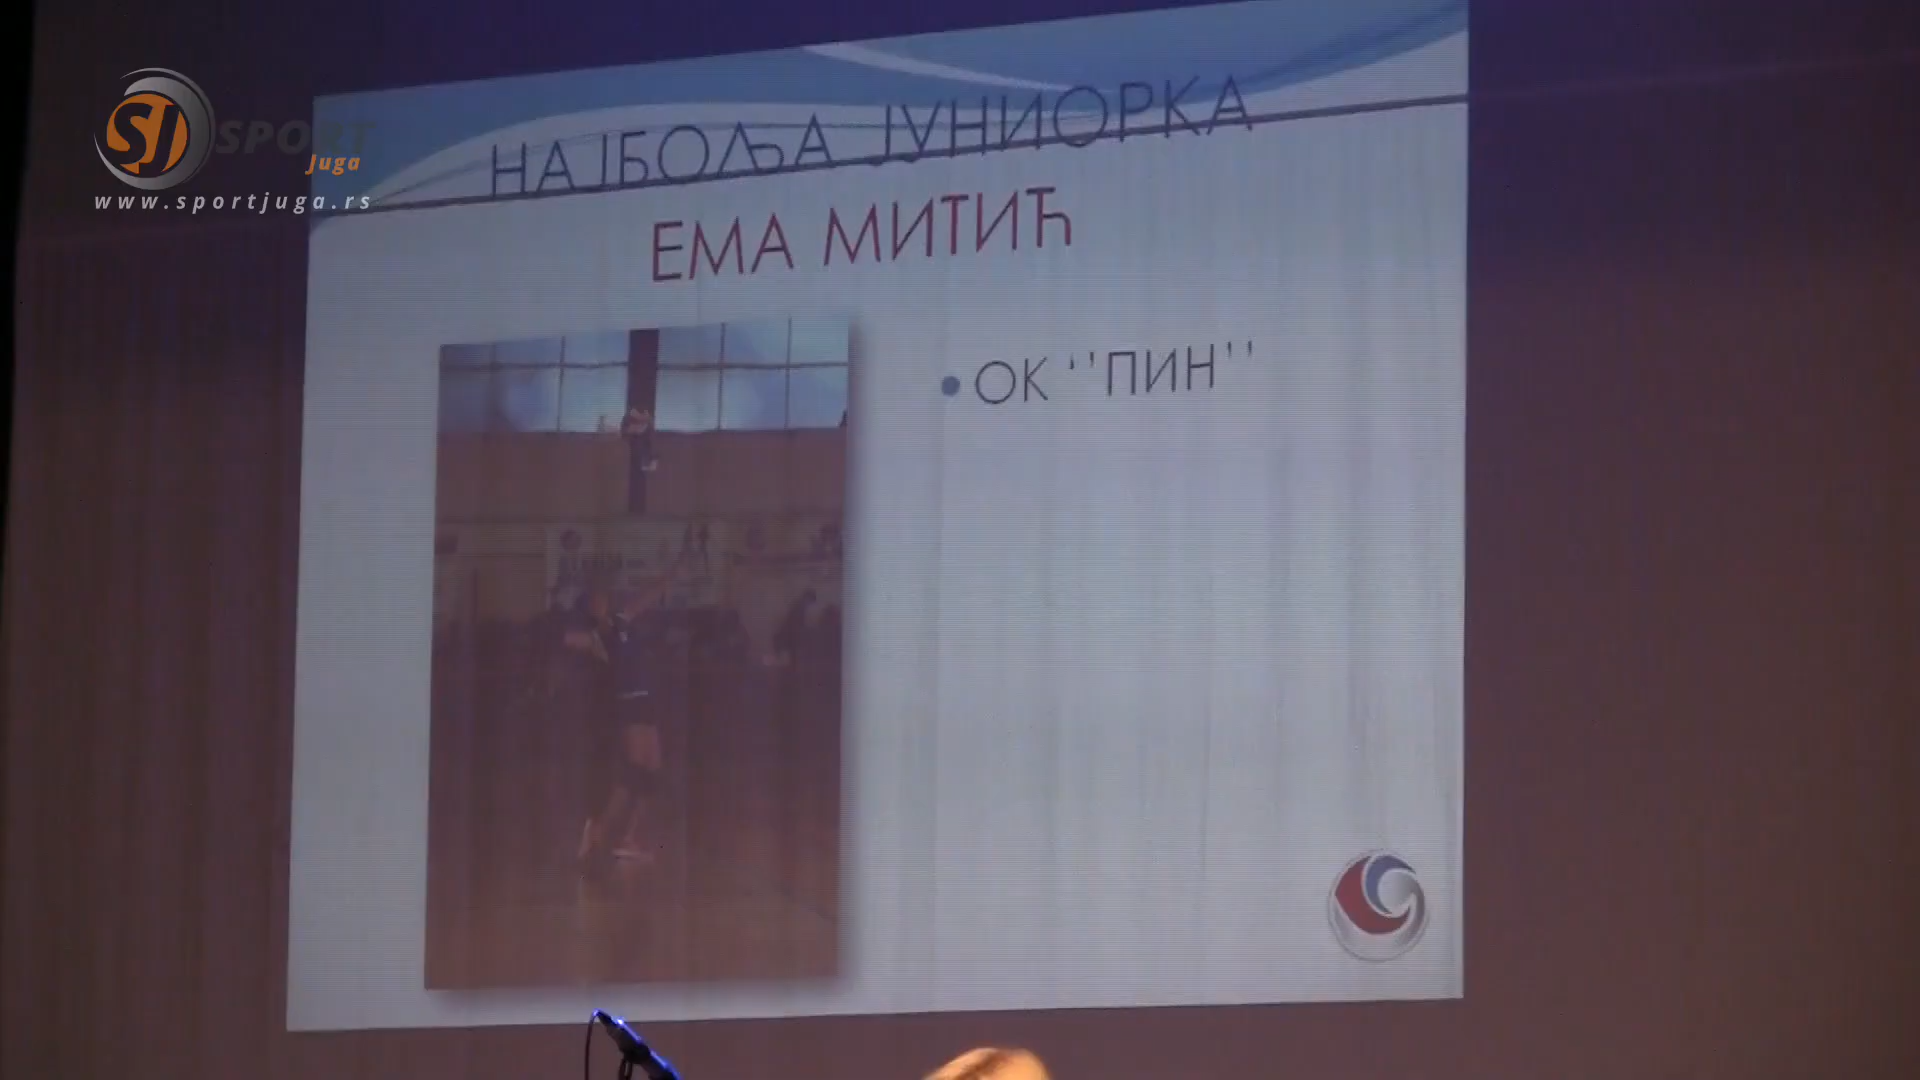 SJ SPORT
Juga
www.sportjuga.rs
НАЈБОЉА ЈУНИОРКА
ЕМА МИТИЋ
• ОК ‘’ПИН’’